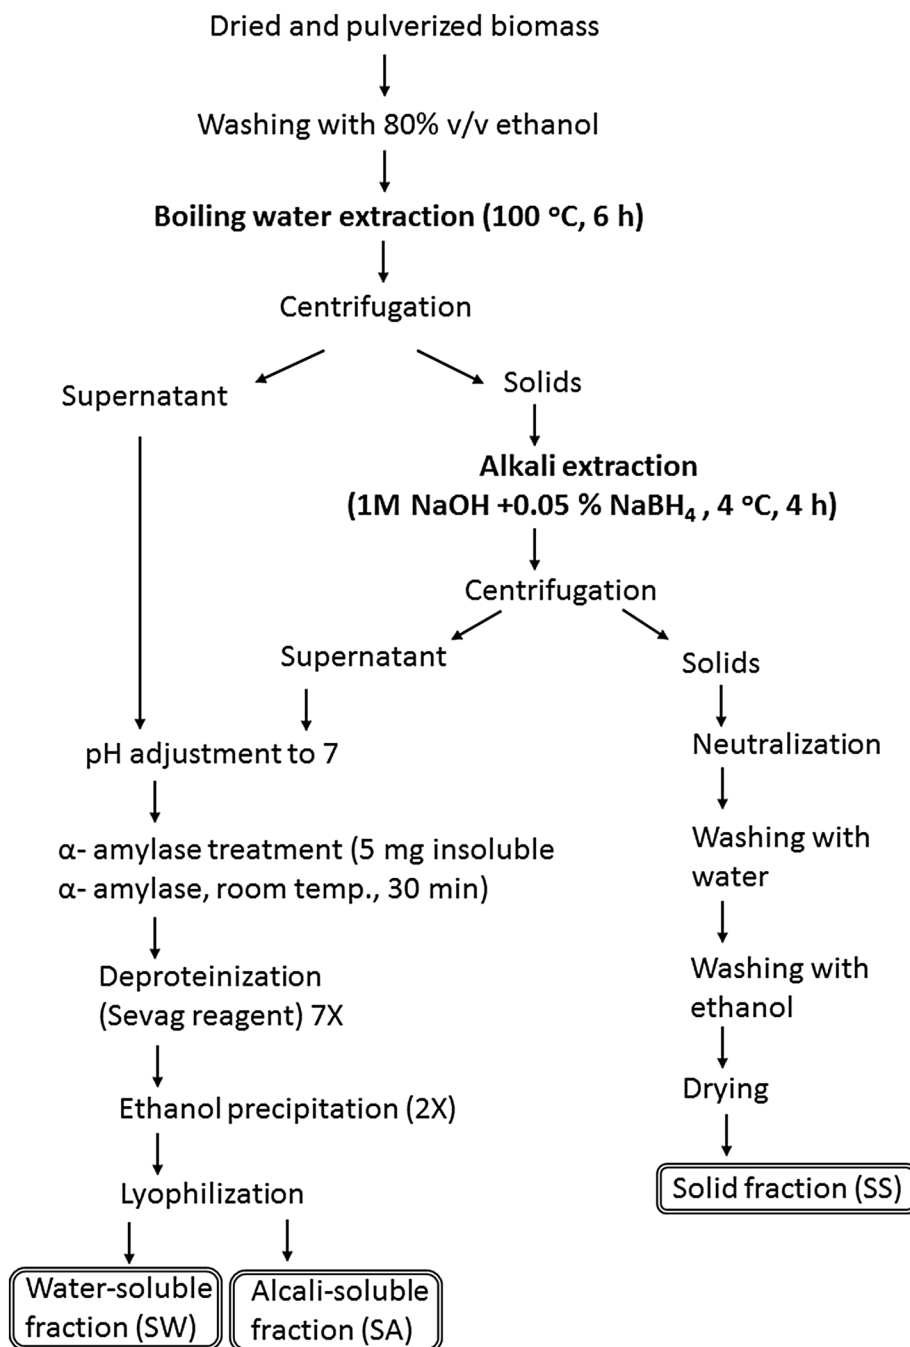 Dried and pulverized biomass
Washing with 80% v/v ethanol
Boiling water extraction (100 °C, 6 h)
Centrifugation
Supernatant
Solids
Alkali extraction
(1M NaOH +0.05 % NaBH₄ , 4 °C, 4 h)
Centrifugation
Supernatant
Solids
pH adjustment to 7
Neutralization
α- amylase treatment (5 mg insoluble
α- amylase, room temp., 30 min)
Washing with
water
Deproteinization
(Sevag reagent) 7X
Washing with
ethanol
Ethanol precipitation (2X)
Drying
Lyophilization
Solid fraction (SS)
Water-soluble
fraction (SW)
Alcali-soluble
fraction (SA)